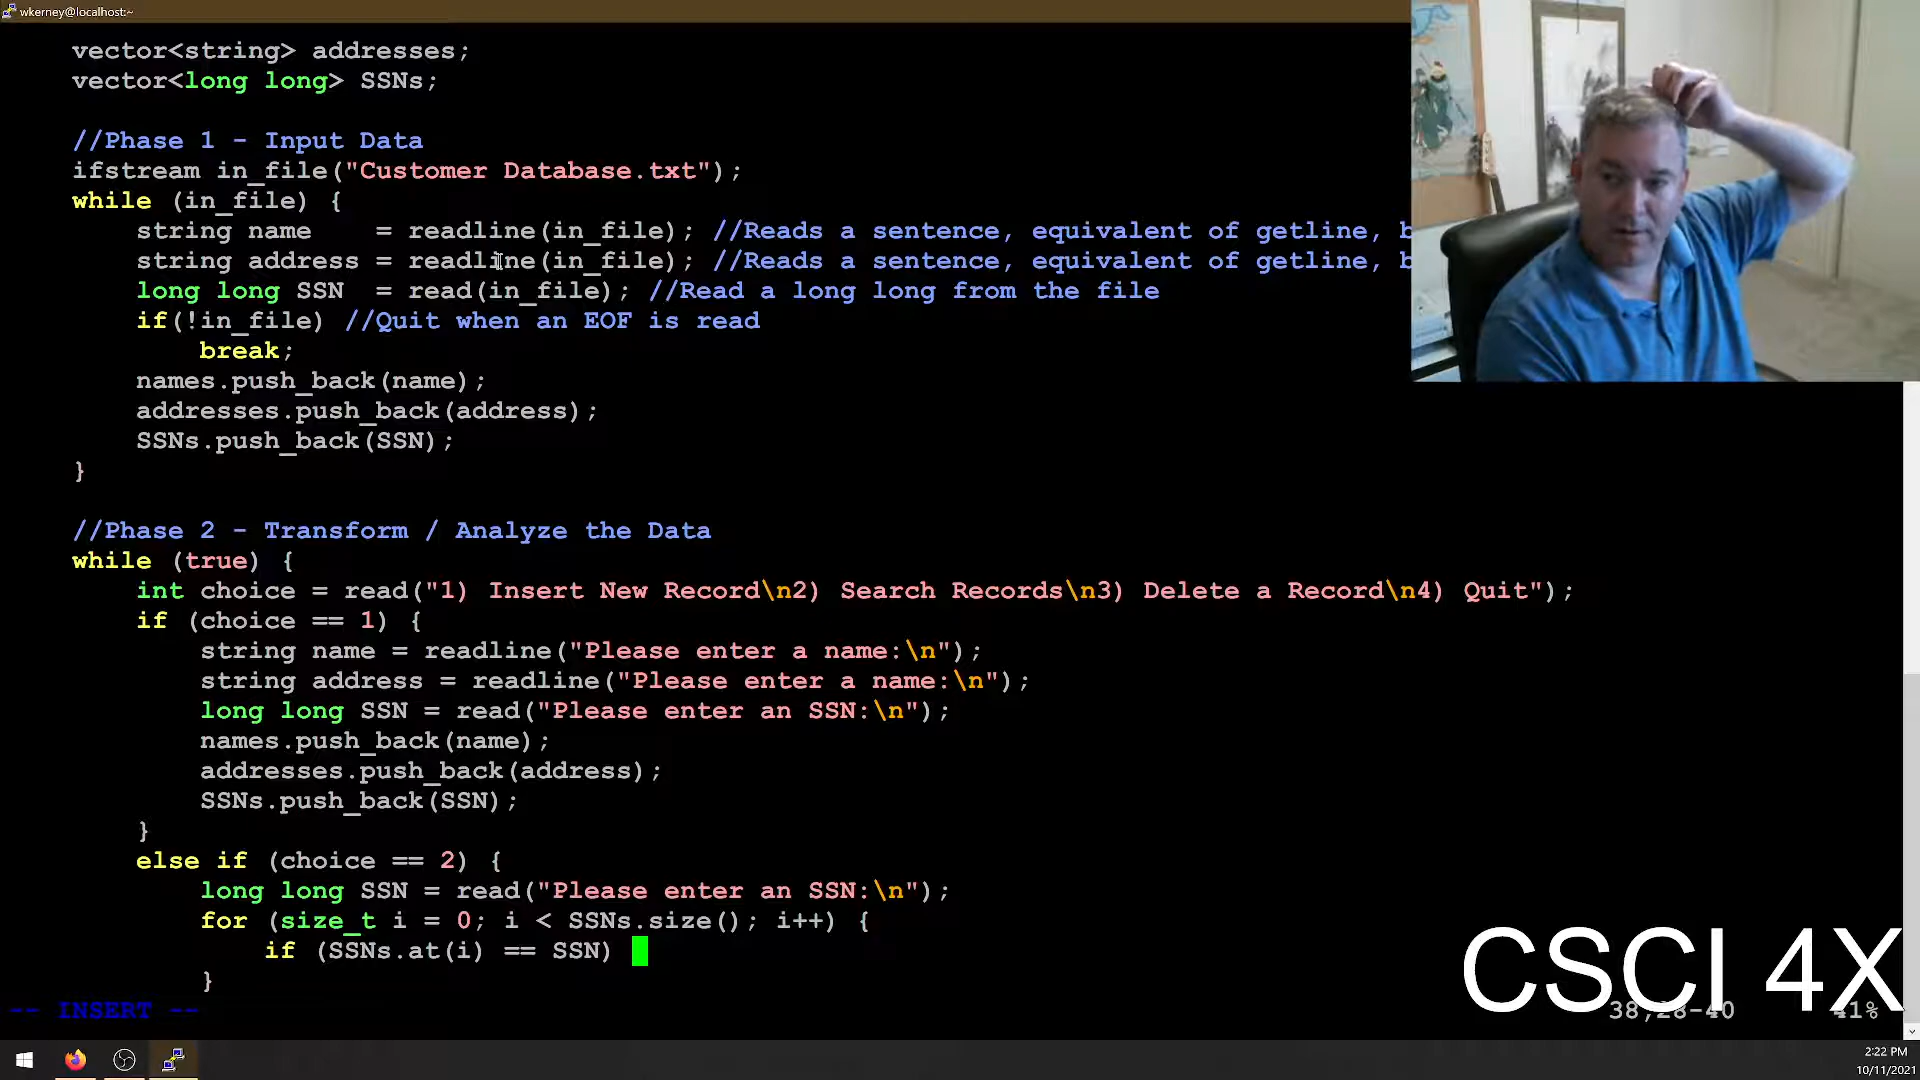 wkerney@localhost:~
vector<string> addresses;
vector<long long> SSNs;
//Phase 1 - Input Data
ifstream in_file("Customer Database.txt");
while (in_file) {
string name    = readline(in_file); //Reads a sentence, equivalent of getline, b
string address = readline(in_file); //Reads a sentence, equivalent of getline, b
long long SSN  = read(in_file); //Read a long long from the file
if(!in_file) //Quit when an EOF is read
break;
names.push_back(name);
addresses.push_back(address);
SSNs.push_back(SSN);
}
//Phase 2 - Transform / Analyze the Data
while (true) {
int choice = read("1) Insert New Record\n2) Search Records\n3) Delete a Record\n4) Quit");
if (choice == 1) {
string name = readline("Please enter a name:\n");
string address = readline("Please enter a name:\n");
long long SSN = read("Please enter an SSN:\n");
names.push_back(name);
addresses.push_back(address);
SSNs.push_back(SSN);
}
else if (choice == 2) {
long long SSN = read("Please enter an SSN:\n");
for (size_t i = 0; i < SSNs.size(); i++) {
if (SSNs.at(i) == SSN)
}
-- INSERT --
38,28-40
41%
CSCI 4X
2:22 PM
10/11/2021